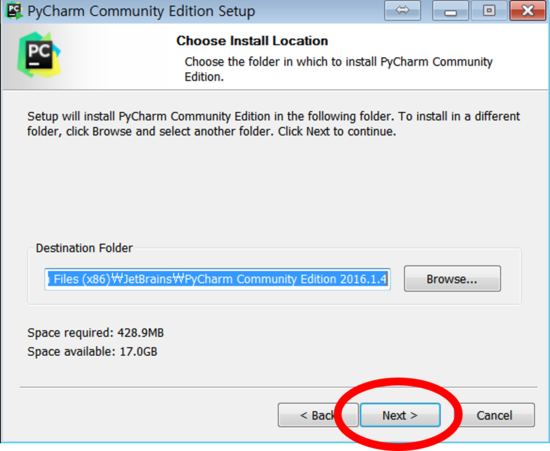 PyCharm Community Edition Setup
PC
Choose Install Location
Choose the folder in which to install PyCharm Community
Edition.
Setup will install PyCharm Community Edition in the following folder. To install in a different
folder, click Browse and select another folder. Click Next to continue.
Destination Folder
Files (x86)₩JetBrains₩PyCharm Community Edition 2016.1.4
Browse...
Space required: 428.9MB
Space available: 17.0GB
< Back
Next >
Cancel